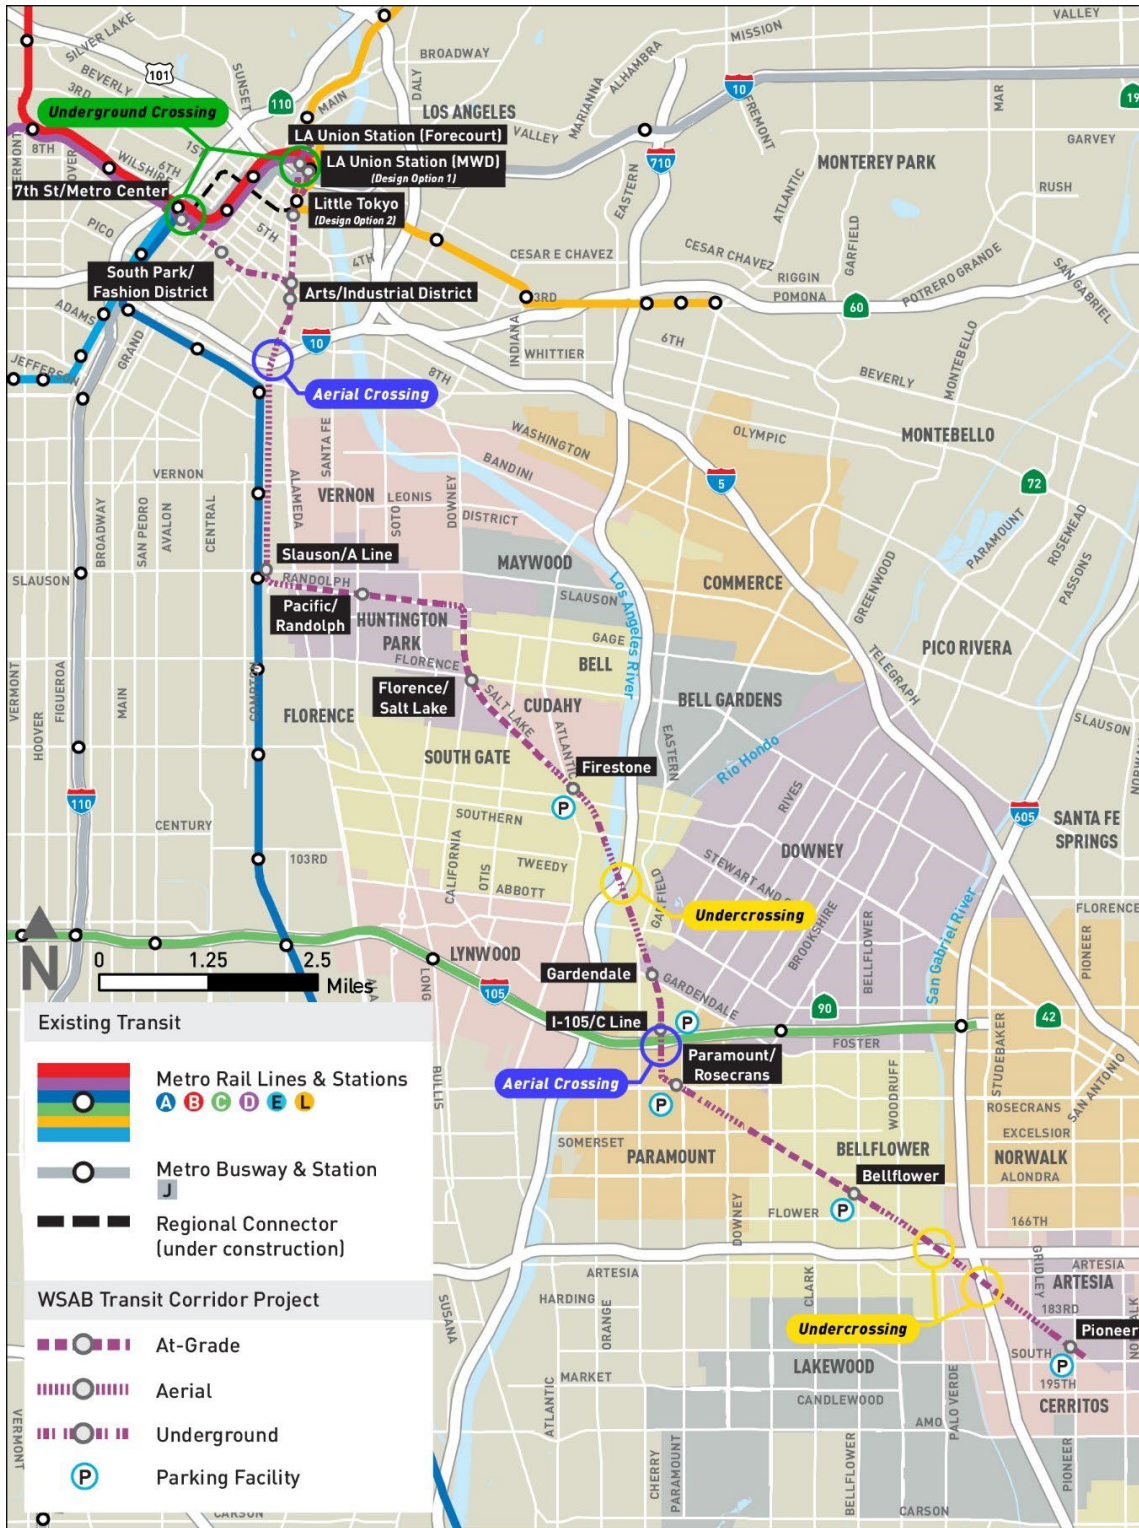 VALLEY
MISSION
SILVER LAKE
BROADWAY
ALHAMBRA
MARIANNA
101
SUNSET
BEVERLY
3RD
DALY
10
FREMONT
MAR
19
110
MAIN
LOS ANGELES
Underground Crossing
VALLEY
GARVEY
VERMONT
8TH
HOOVER
6TH
1ST
WILSHIRE
LA Union Station (Forecourt)
LA Union Station (MWD)
(Design Option 1)
710
EASTERN
MONTEREY PARK
ATLANTIC
RUSH
7th St/Metro Center
Little Tokyo
(Design Option 2)
PICO
5TH
4TH
CESAR E CHAVEZ
CESAR CHAVEZ
GARFIELD
POTRERO GRANDE
SAN GABRIEL
RIGGIN
POMONA
South Park/
Fashion District
Arts/Industrial District
3RD
60
ADAMS
GRAND
10
INDIANA
6TH
JEFFERSON
WHITTIER
MONTEBELLO
8TH
BEVERLY
Aerial Crossing
WASHINGTON
OLYMPIC
MONTEBELLO
SANTA FE
BANDINI
5
72
VERNON
ALAMEDA
VERNON
LEONIS
SOTO
DOWNEY
DISTRICT
PARAMOUNT
ROSEMEAD
PASSONS
BROADWAY
SAN PEDRO
AVALON
CENTRAL
Slauson/A Line
MAYWOOD
COMMERCE
GREENWOOD
SLAUSON
RANDOLPH
SLAUSON
Los Angeles River
Pacific/
Randolph
HUNTINGTON
PARK
GAGE
BELL
PICO RIVERA
TELEGRAPH
FLORENCE
VERMONT
HOOVER
FIGUEROA
MAIN
COMPTON
FLORENCE
Florence/
Salt Lake
SALT LAKE
CUDAHY
ATLANTIC
BELL GARDENS
EASTERN
Rio Hondo
SLAUSON
SOUTH GATE
Firestone
P
RIVES
110
605
SANTA FE
SPRINGS
CENTURY
SOUTHERN
103RD
CALIFORNIA
OTIS
TWEEDY
ABBOTT
DOWNEY
Undercrossing
BROOKSHIRE
BELLFLOWER
San Gabriel River
FLORENCE
PIONEER
N
0 1.25 2.5
Miles
LYNWOOD
105
Gardendale
GARDENDALE
I-105/C Line
P
90
42
FOSTER
STUDEBAKER
SAN ANTONIO
Paramount/
Rosecrans
Aerial Crossing
P
BULLIS
WOODRUFF
ROSECRANS
EXCELSIOR
SOMERSET
PARAMOUNT
BELLFLOWER
NORWALK
ALONDRA
Bellflower
P
DOWNEY
FLOWER
166TH
ARTESIA
CLARK
GRIDLEY
ARTESIA
ARTESIA
HARDING
ORANGE
183RD
SUSANA
Undercrossing
Pioneer
SOUTH
P
195TH
MARKET
LAKEWOOD
CANDLEWOOD
CERRITOS
ATLANTIC
PALO VERDE
VERMONT
CHERRY
PARAMOUNT
BELLFLOWER
PIONEER
CARSON
CARSON
Existing Transit
Metro Rail Lines & Stations
A B C D E L
Metro Busway & Station
J
Regional Connector
(under construction)
WSAB Transit Corridor Project
At-Grade
Aerial
Underground
P Parking Facility